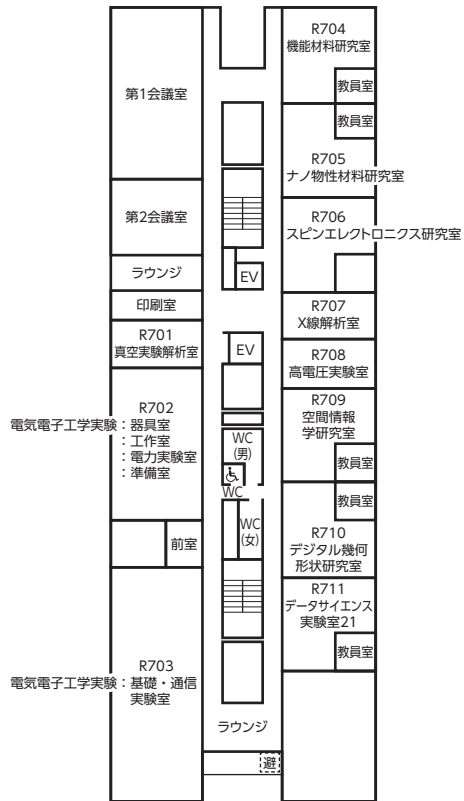 第1会議室
第2会議室
ラウンジ
印刷室
R701
真空実験解析室
R702
電気電子工学実験：器具室
：工作室
：電力実験室
：準備室
前室
R703
電気電子工学実験：基礎・通信
実験室
EV
EV
WC
(男)
WC
WC
(女)
ラウンジ
避
R704
機能材料研究室
教員室
教員室
R705
ナノ物性材料研究室
R706
スピンエレクトロニクス研究室
R707
X線解析室
R708
高電圧実験室
R709
空間情報
学研究室
教員室
教員室
R710
デジタル幾何
形状研究室
R711
データサイエンス
実験室21
教員室